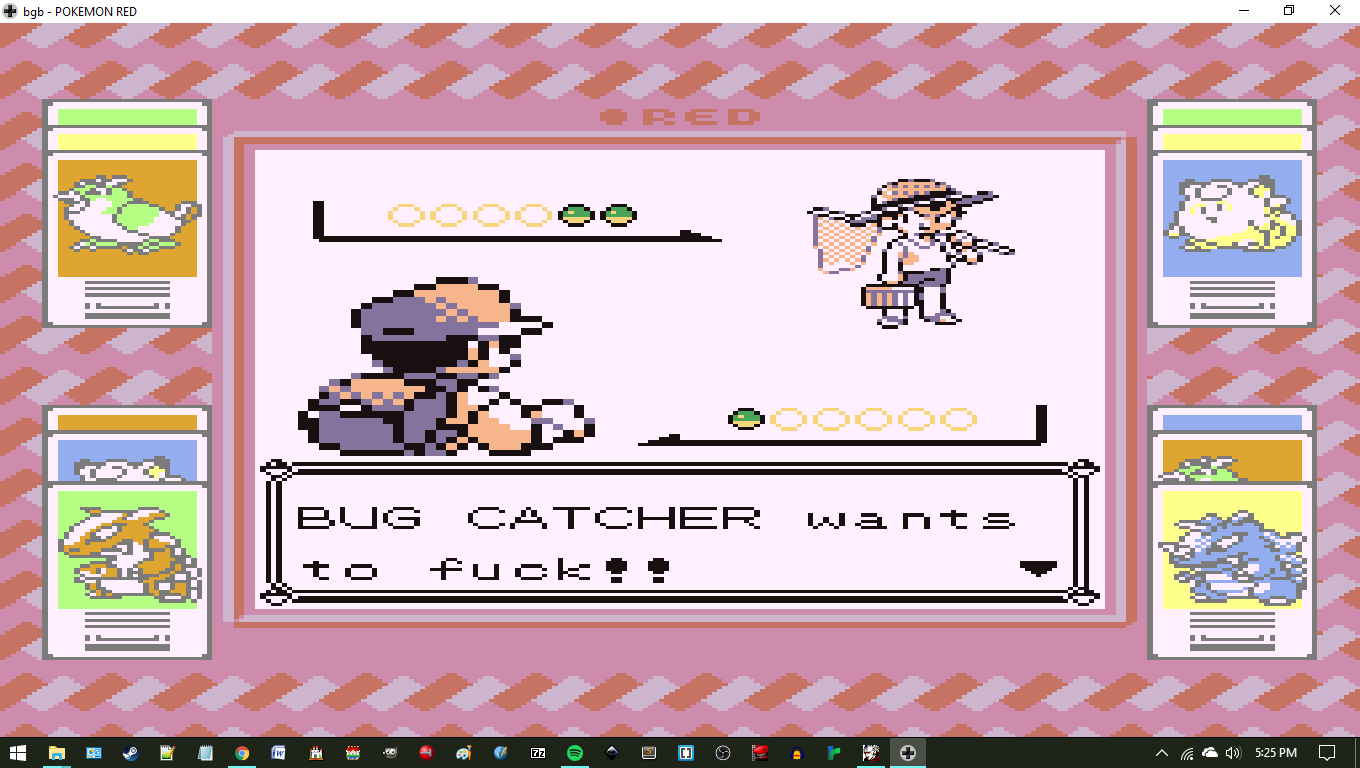 bgb - POKEMON RED
RED
BUG CATCHER wants
to fuck!!
5:25 PM